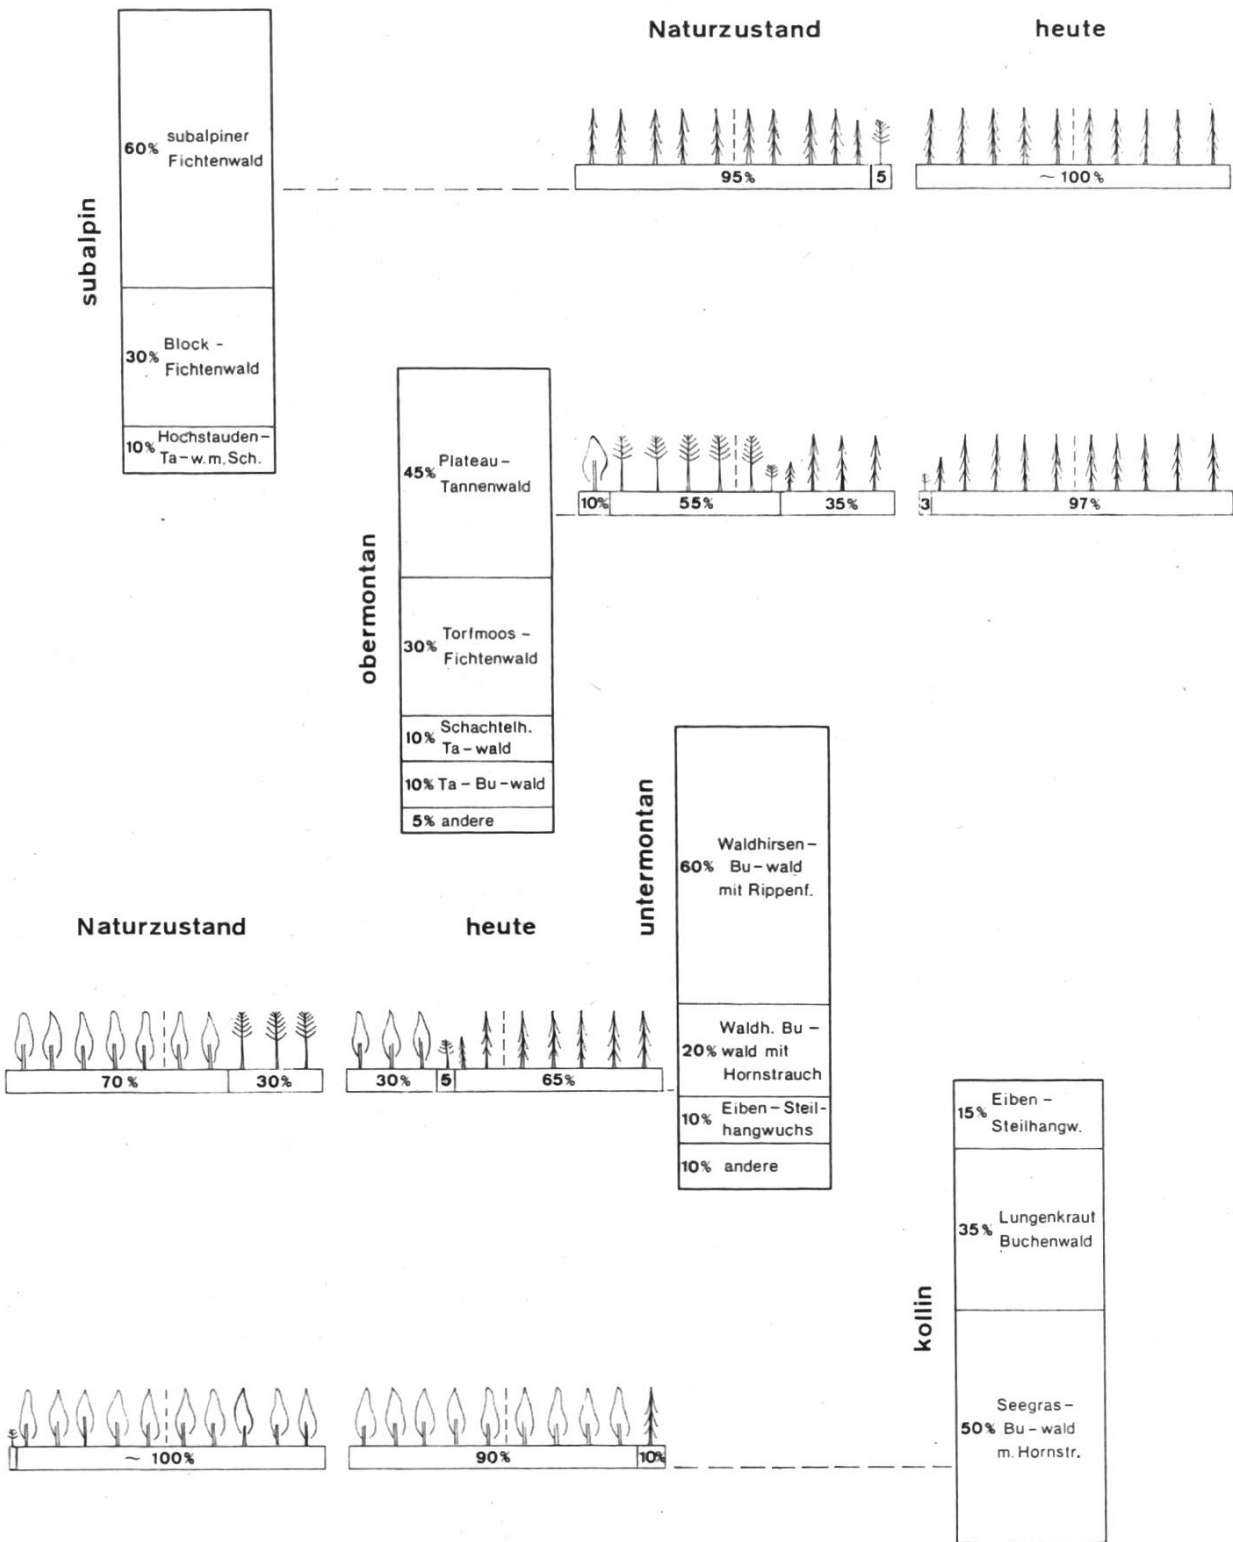 Naturzustand heute
subalpin
60% subalpiner
Fichtenwald
95% 5 ~ 100%
30% Block –
Fichtenwald
10% Hochstauden–
Ta–w.m.Sch.
obermontan
45% Plateau –
Tannenwald
10% 55% 35% 3 97%
30% Torfmoos –
Fichtenwald
10% Schachtelh.
Ta – wald
10% Ta – Bu – wald
5% andere
untermontan
60% Waldhirsen –
Bu – wald
mit Rippenf.
Naturzustand heute
20% Waldh. Bu –
wald mit
Hornstrauch
70% 30% 30% 5 65%
10% Eiben – Steil-
hangwuchs
10% andere
kollin
15% Eiben –
Steilhangw.
35% Lungenkraut
Buchenwald
50% Seegras –
Bu – wald
m. Hornstr.
~ 100% 90% 10%